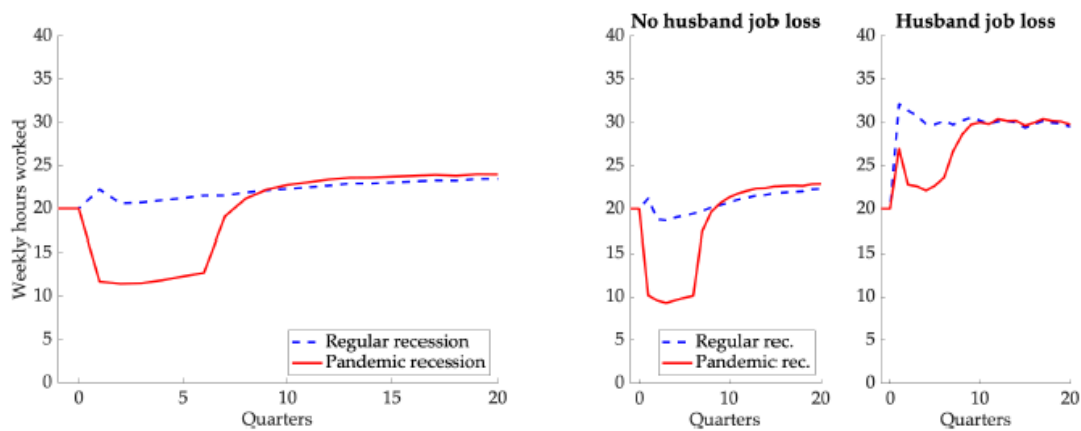 40
35
30
25
20
15
10
5
0
Weekly hours worked
Regular recession
Pandemic recession
0 5 10 15 20
Quarters
No husband job loss
40
35
30
25
20
15
10
5
0
Regular rec.
Pandemic rec.
0 10 20
Quarters
Husband job loss
40
35
30
25
20
15
10
5
0
0 10 20
Quarters